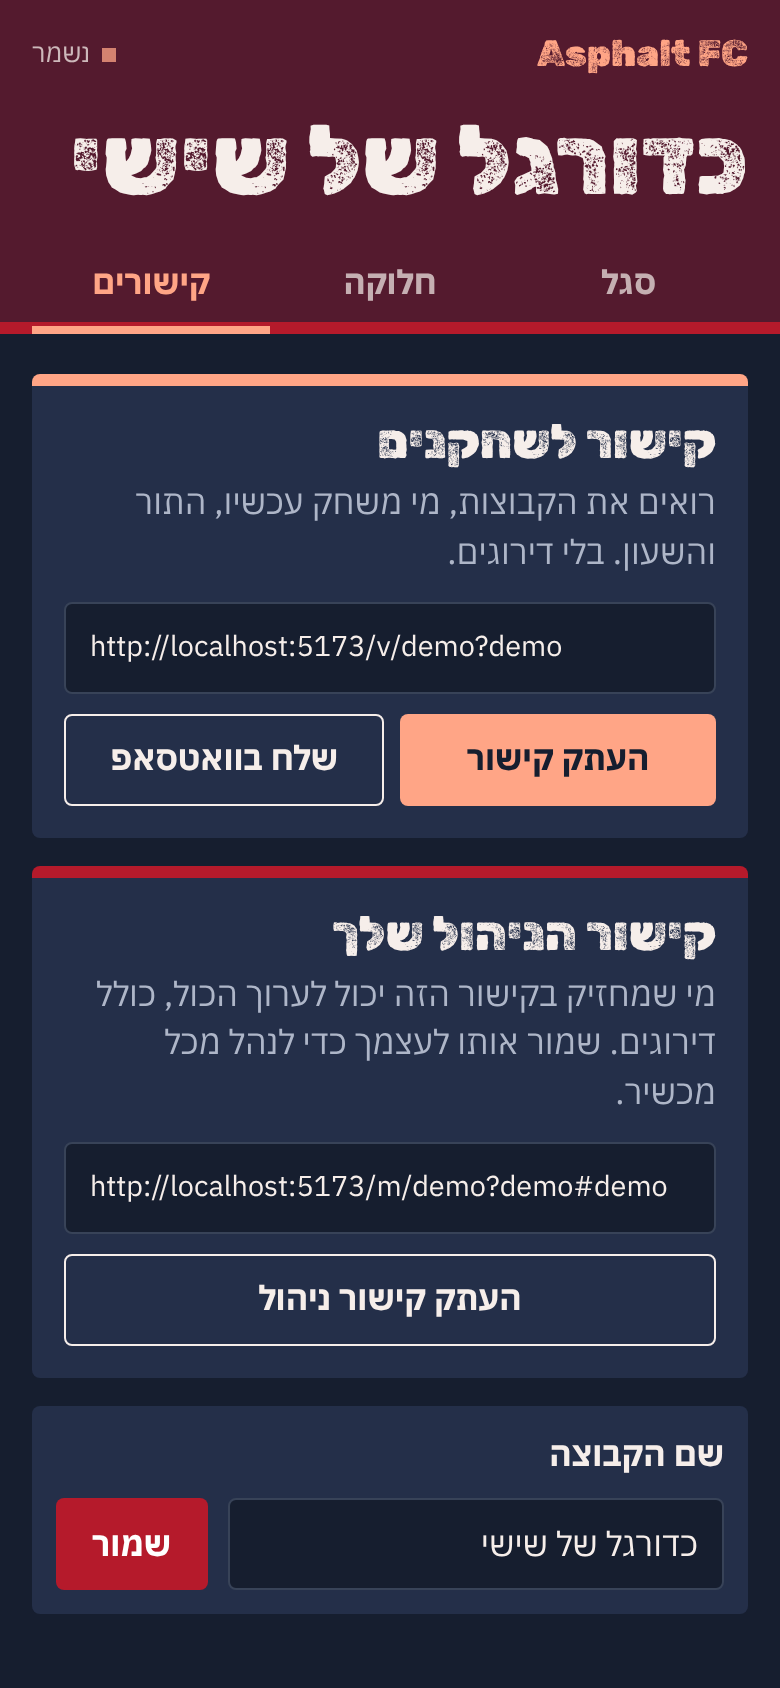 Asphalt FC
נשמר
כדורגל של שישי
סגל
חלוקה
קישורים
קישור לשחקנים
רואים את הקבוצות, מי משחק עכשיו, התור
והשעון. בלי דירוגים.
http://localhost:5173/v/demo?demo
העתק קישור
שלח בוואטסאפ
קישור הניהול שלך
מי שמחזיק בקישור הזה יכול לערוך הכול, כולל
דירוגים. שמור אותו לעצמך כדי לנהל מכל
מכשיר.
http://localhost:5173/m/demo?demo#demo
העתק קישור ניהול
שם הקבוצה
כדורגל של שישי
שמור